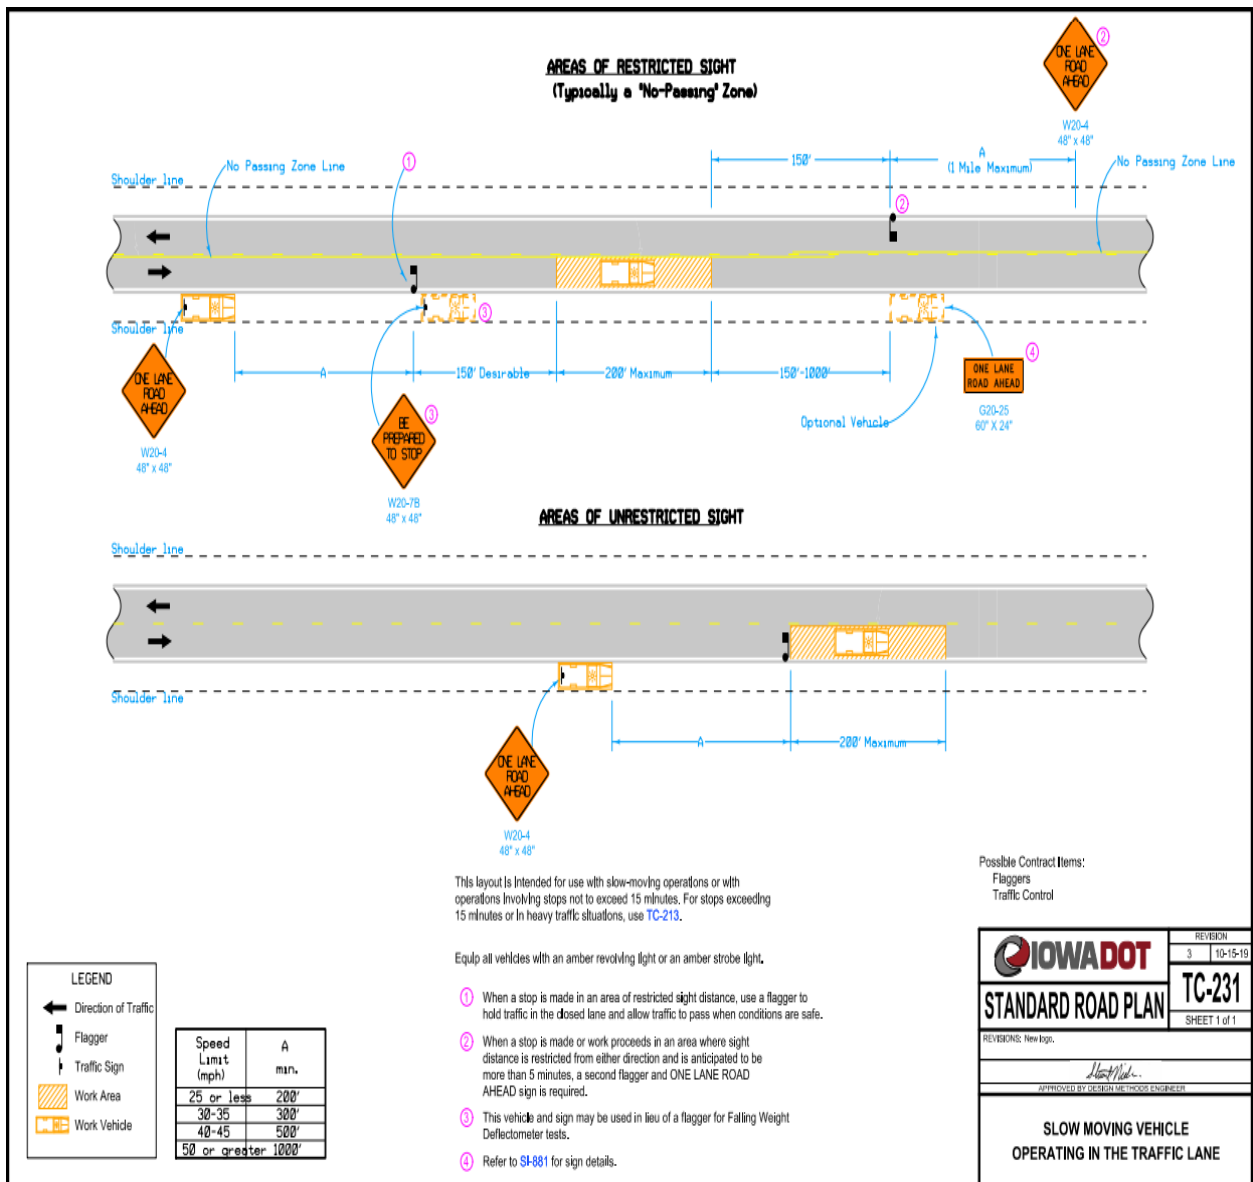 AREAS OF RESTRICTED SIGHT
(Typically a "No-Passing" Zone)
ONE LANE
ROAD
AHEAD
2
W20-4
48" x 48"
No Passing Zone Line
1
150'
A
(1 Mile Maximum)
No Passing Zone Line
Shoulder line
2
3
Shoulder line
ONE LANE
ROAD
AHEAD
W20-4
48" x 48"
A
150' Desirable
200' Maximum
150'-1000'
BE
PREPARED
TO STOP
3
W20-7B
48" x 48"
Optional Vehicle
4
ONE LANE
ROAD AHEAD
G20-25
60" X 24"
AREAS OF UNRESTRICTED SIGHT
Shoulder line
Shoulder line
ONE LANE
ROAD
AHEAD
W20-4
48" x 48"
A
200' Maximum
This layout is intended for use with slow-moving operations or with
operations involving stops not to exceed 15 minutes. For stops exceeding
15 minutes or in heavy traffic situations, use TC-213.
Equip all vehicles with an amber revolving light or an amber strobe light.
1 When a stop is made in an area of restricted sight distance, use a flagger to
hold traffic in the closed lane and allow traffic to pass when conditions are safe.
2 When a stop is made or work proceeds in an area where sight
distance is restricted from either direction and is anticipated to be
more than 5 minutes, a second flagger and ONE LANE ROAD
AHEAD sign is required.
3 This vehicle and sign may be used in lieu of a flagger for Falling Weight
Deflectometer tests.
4 Refer to SI-881 for sign details.
LEGEND
Direction of Traffic
Flagger
Traffic Sign
Work Area
Work Vehicle
Speed Limit (mph) A min.
25 or less 200'
30-35 300'
40-45 500'
50 or greater 1000'
Possible Contract Items:
Flaggers
Traffic Control
IOWADOT
REVISION
3 10-15-19
STANDARD ROAD PLAN
TC-231
SHEET 1 of 1
REVISIONS: New logo.
APPROVED BY DESIGN METHODS ENGINEER
SLOW MOVING VEHICLE
OPERATING IN THE TRAFFIC LANE